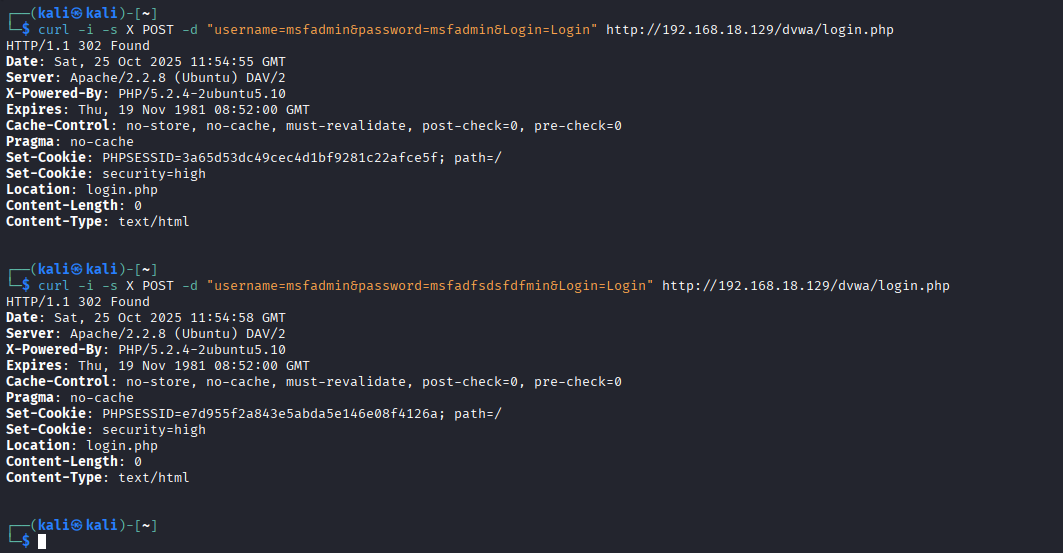 ┌──(kali㉿kali)-[~]
└─$ curl -i -s X POST -d "username=msfadmin&password=msfadmin&Login=Login" http://192.168.18.129/dvwa/login.php
HTTP/1.1 302 Found
Date: Sat, 25 Oct 2025 11:54:55 GMT
Server: Apache/2.2.8 (Ubuntu) DAV/2
X-Powered-By: PHP/5.2.4-2ubuntu5.10
Expires: Thu, 19 Nov 1981 08:52:00 GMT
Cache-Control: no-store, no-cache, must-revalidate, post-check=0, pre-check=0
Pragma: no-cache
Set-Cookie: PHPSESSID=3a65d53dc49cec4d1bf9281c22afce5f; path=/
Set-Cookie: security=high
Location: login.php
Content-Length: 0
Content-Type: text/html
┌──(kali㉿kali)-[~]
└─$ curl -i -s X POST -d "username=msfadmin&password=msfadfsdsfdfmin&Login=Login" http://192.168.18.129/dvwa/login.php
HTTP/1.1 302 Found
Date: Sat, 25 Oct 2025 11:54:58 GMT
Server: Apache/2.2.8 (Ubuntu) DAV/2
X-Powered-By: PHP/5.2.4-2ubuntu5.10
Expires: Thu, 19 Nov 1981 08:52:00 GMT
Cache-Control: no-store, no-cache, must-revalidate, post-check=0, pre-check=0
Pragma: no-cache
Set-Cookie: PHPSESSID=e7d955f2a843e5abda5e146e08f4126a; path=/
Set-Cookie: security=high
Location: login.php
Content-Length: 0
Content-Type: text/html
┌──(kali㉿kali)-[~]
└─$